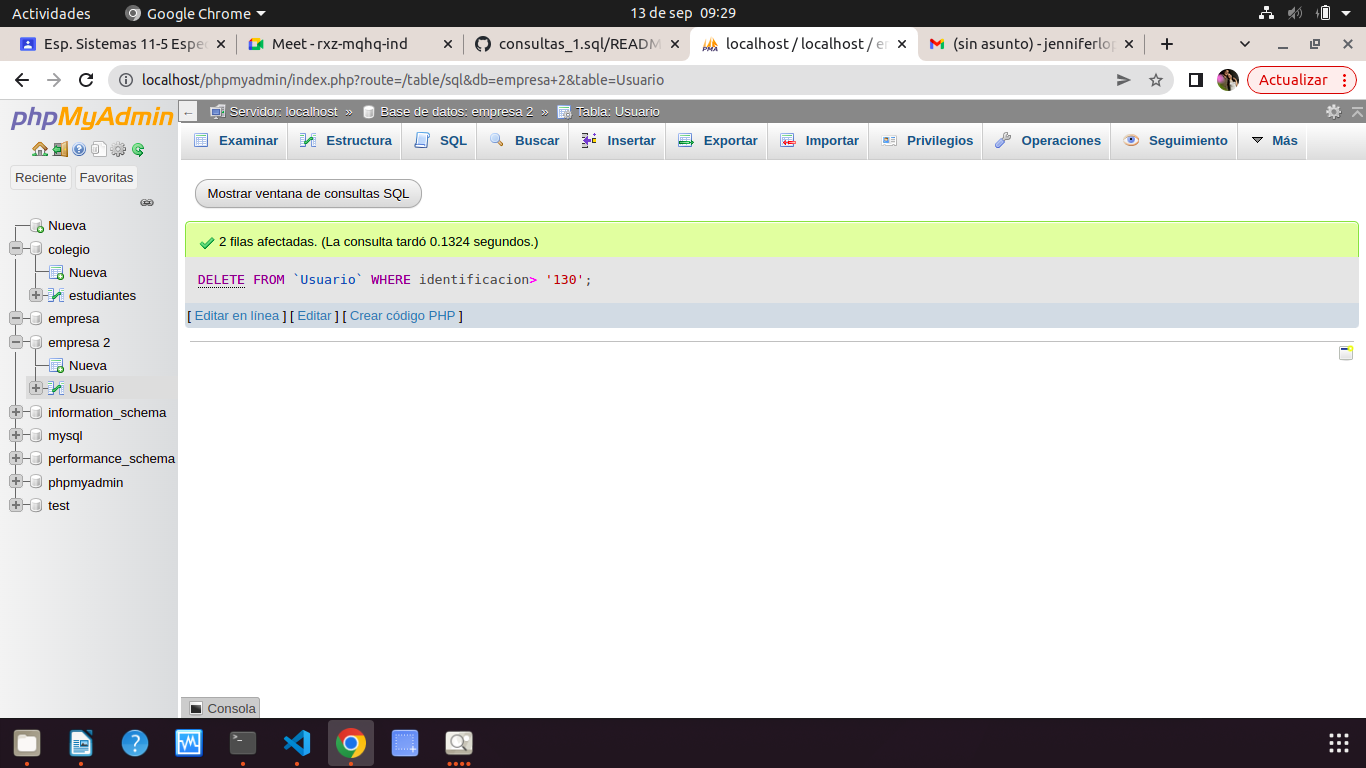 Actividades Google Chrome 13 de sep 09:29
Esp. Sistemas 11-5 Espec Meet - rxz-mqhq-ind consultas_1.sql/READM localhost / localhost / en (sin asunto) - jenniferlop
localhost/phpmyadmin/index.php?route=/table/sql&db=empresa+2&table=Usuario Actualizar
phpMyAdmin
Servidor: localhost » Base de datos: empresa 2 » Tabla: Usuario
Examinar Estructura SQL Buscar Insertar Exportar Importar Privilegios Operaciones Seguimiento Más
Reciente Favoritas
Nueva
colegio
Nueva
estudiantes
empresa
empresa 2
Nueva
Usuario
information_schema
mysql
performance_schema
phpmyadmin
test
Mostrar ventana de consultas SQL
2 filas afectadas. (La consulta tardó 0.1324 segundos.)
DELETE FROM `Usuario` WHERE identificacion> '130';
[ Editar en línea ] [ Editar ] [ Crear código PHP ]
Consola